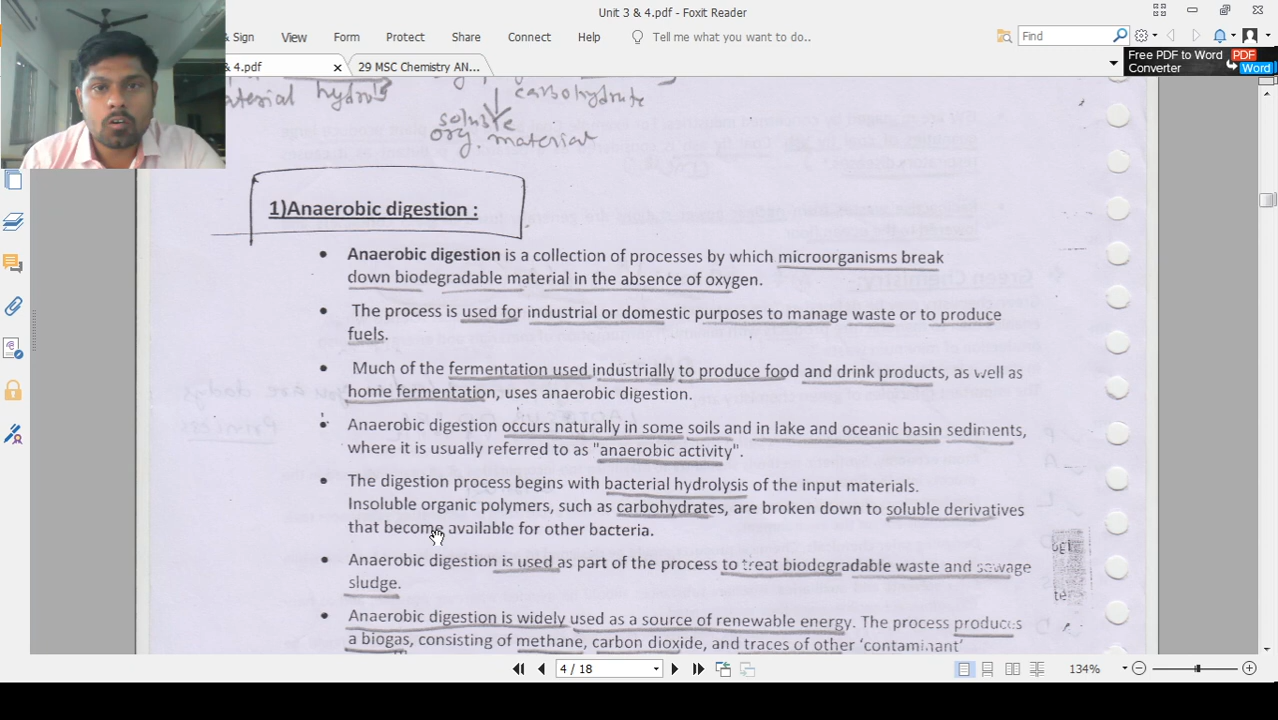 Unit 3 & 4.pdf - Foxit Reader
Sign View Form Protect Share Connect Help Tell me what you want to do.. Find
4.pdf x 29 MSC Chemistry AN...
Free PDF to Word Converter PDF Word
material hydro carbohydrate
soluble
org. material
1)Anaerobic digestion :
• Anaerobic digestion is a collection of processes by which microorganisms break
down biodegradable material in the absence of oxygen.
• The process is used for industrial or domestic purposes to manage waste or to produce
fuels.
• Much of the fermentation used industrially to produce food and drink products, as well as
home fermentation, uses anaerobic digestion.
• Anaerobic digestion occurs naturally in some soils and in lake and oceanic basin sediments,
where it is usually referred to as "anaerobic activity".
• The digestion process begins with bacterial hydrolysis of the input materials.
Insoluble organic polymers, such as carbohydrates, are broken down to soluble derivatives
that become available for other bacteria.
• Anaerobic digestion is used as part of the process to treat biodegradable waste and sewage
sludge.
• Anaerobic digestion is widely used as a source of renewable energy. The process produces
a biogas, consisting of methane, carbon dioxide, and traces of other 'contaminant'
4 / 18 134%